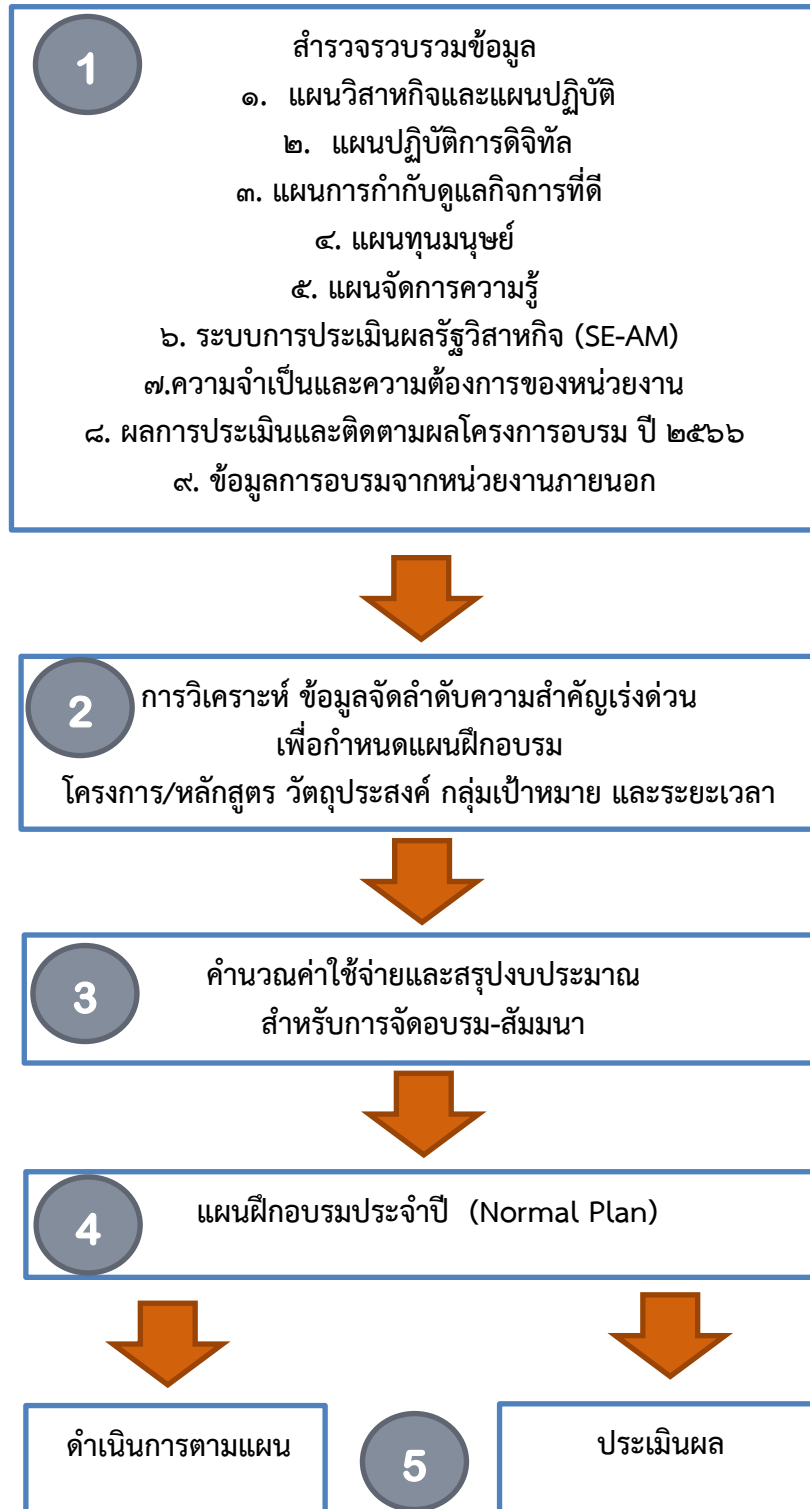 1
สำรวจรวบรวมข้อมูล
๑. แผนวิสาหกิจและแผนปฏิบัติ
๒. แผนปฏิบัติการดิจิทัล
๓. แผนการกำกับดูแลกิจการที่ดี
๔. แผนทุนมนุษย์
๕. แผนจัดการความรู้
๖. ระบบการประเมินผลรัฐวิสาหกิจ (SE-AM)
๗.ความจำเป็นและความต้องการของหน่วยงาน
๘. ผลการประเมินและติดตามผลโครงการอบรม ปี ๒๕๖๖
๙. ข้อมูลการอบรมจากหน่วยงานภายนอก
2
การวิเคราะห์ ข้อมูลจัดลำดับความสำคัญเร่งด่วน
เพื่อกำหนดแผนฝึกอบรม
โครงการ/หลักสูตร วัตถุประสงค์ กลุ่มเป้าหมาย และระยะเวลา
3
คำนวณค่าใช้จ่ายและสรุปงบประมาณ
สำหรับการจัดอบรม-สัมมนา
4
แผนฝึกอบรมประจำปี (Normal Plan)
ดำเนินการตามแผน
5
ประเมินผล